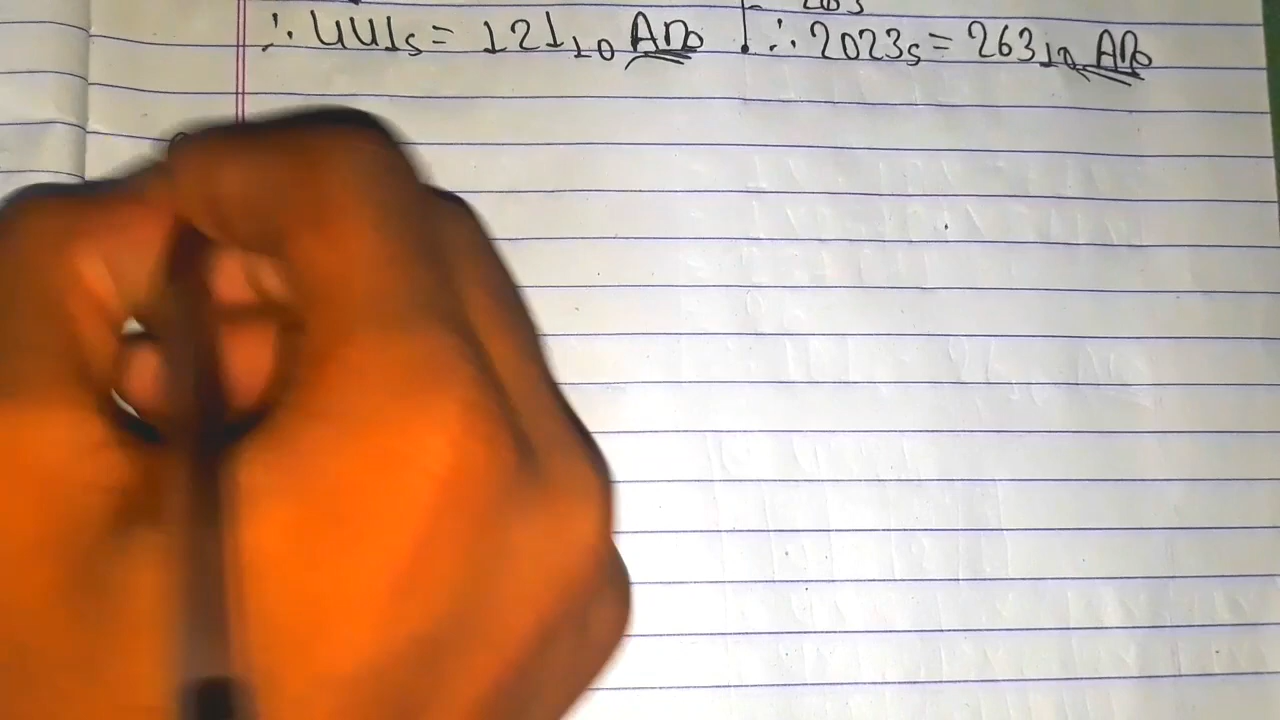 ∴ 441₅ = 121₁₀ Ans
∴ 2023₅ = 263₁₀ Ans